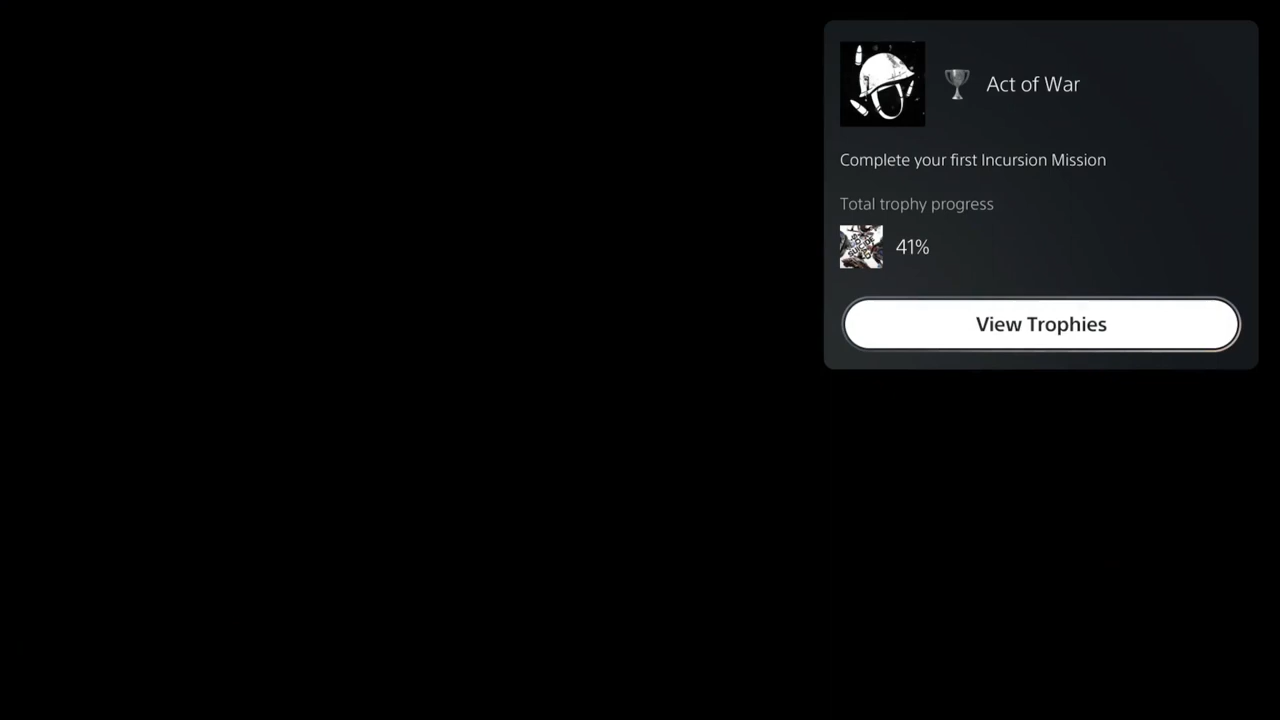 Act of War
Complete your first Incursion Mission
Total trophy progress
41%
View Trophies